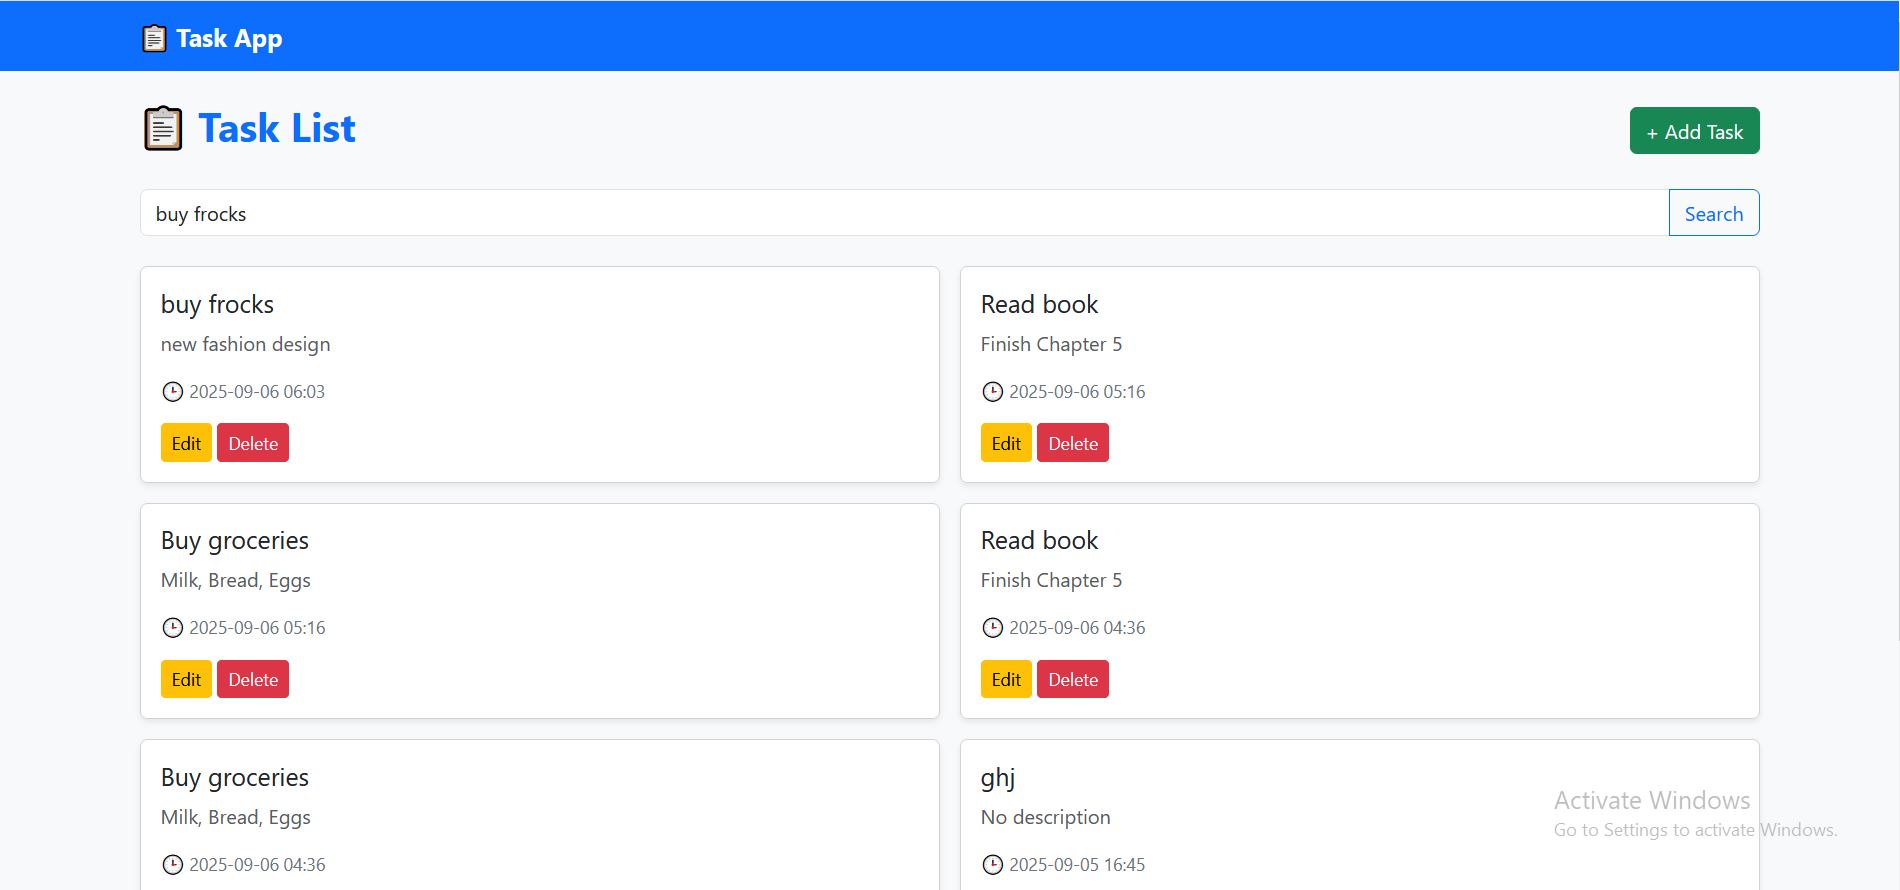 Task App
Task List
+ Add Task
buy frocks
Search
buy frocks
new fashion design
2025-09-06 06:03
Edit Delete
Read book
Finish Chapter 5
2025-09-06 05:16
Edit Delete
Buy groceries
Milk, Bread, Eggs
2025-09-06 05:16
Edit Delete
Read book
Finish Chapter 5
2025-09-06 04:36
Edit Delete
Buy groceries
Milk, Bread, Eggs
2025-09-06 04:36
ghj
No description
2025-09-05 16:45
Activate Windows
Go to Settings to activate Windows.